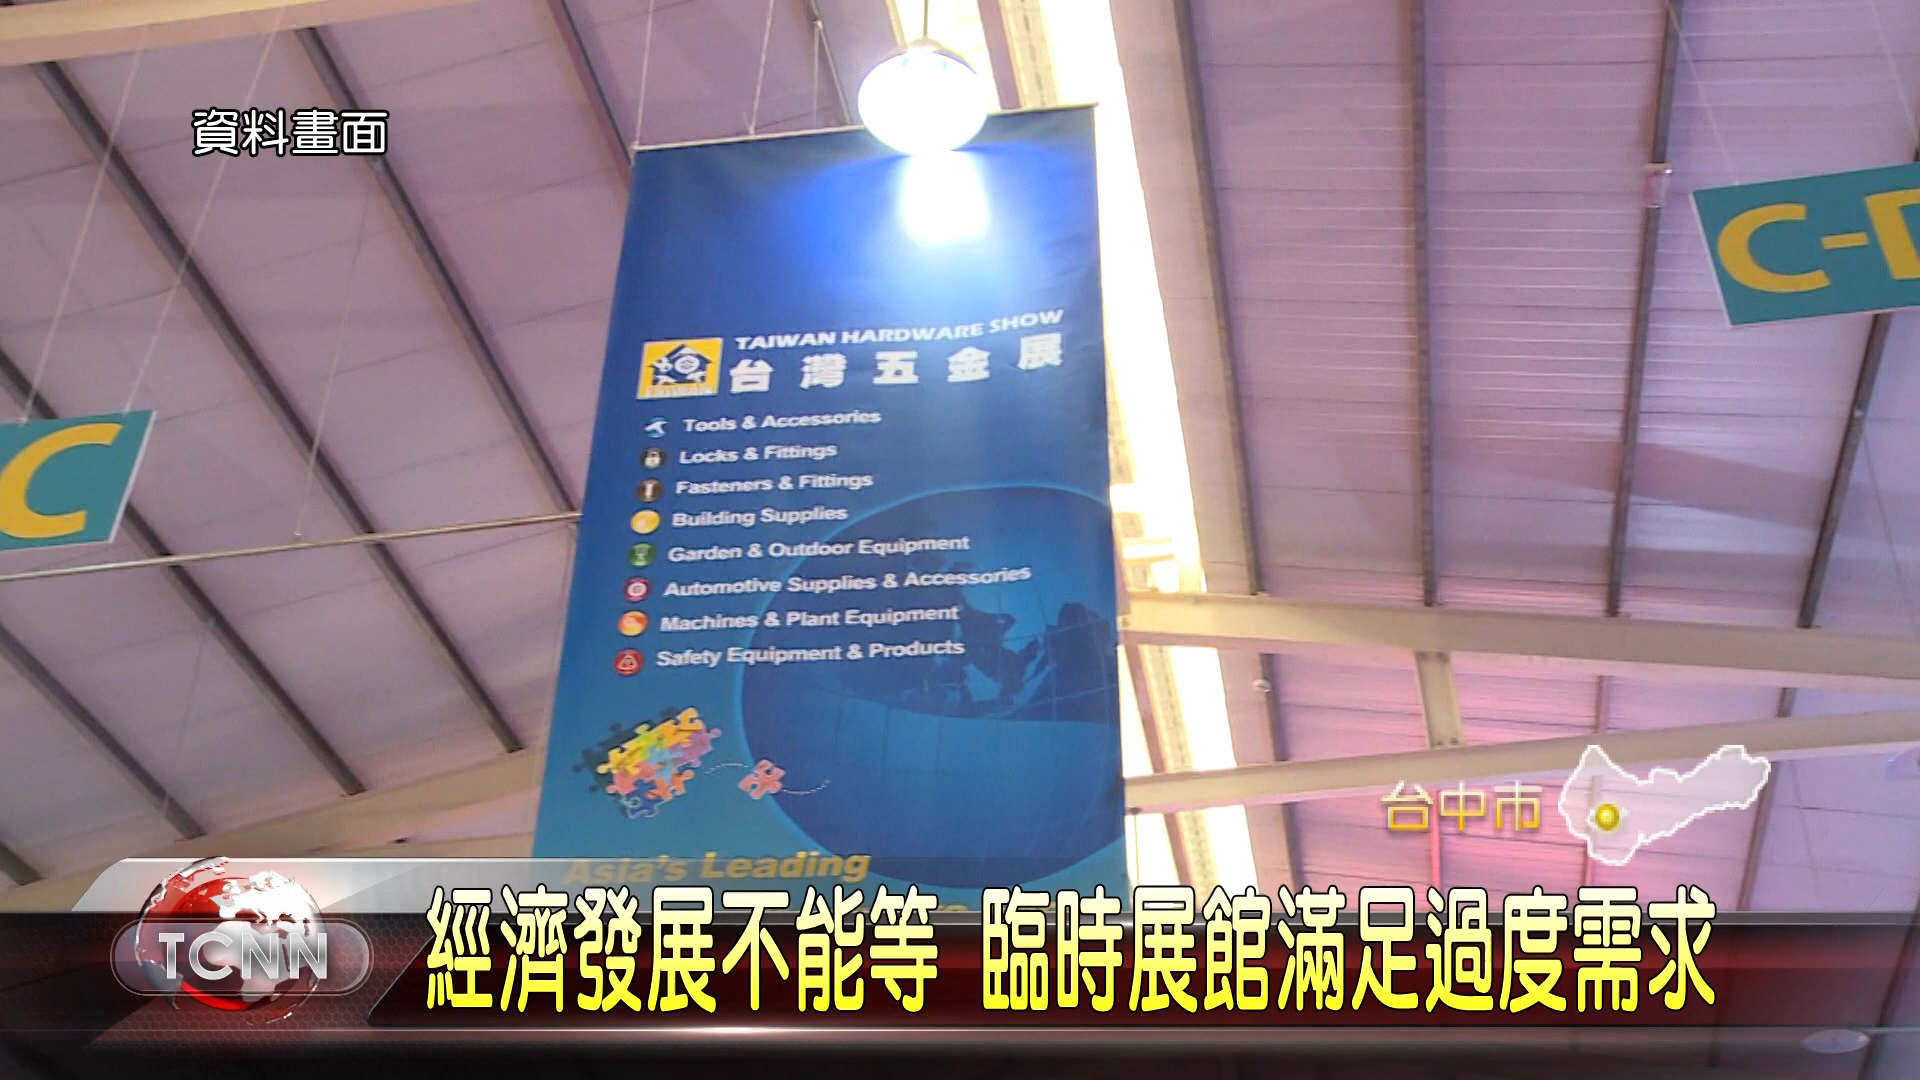 資料畫面
C-D
TAIWAN HARDWARE SHOW
台灣五金展
TAIWAN
Tools & Accessories
C
Locks & Fittings
Fasteners & Fittings
Building Supplies
Garden & Outdoor Equipment
Automotive Supplies & Accessories
Machines & Plant Equipment
Safety Equipment & Products
台中市
Asia's Leading
經濟發展不能等 臨時展館滿足過度需求
TCNN